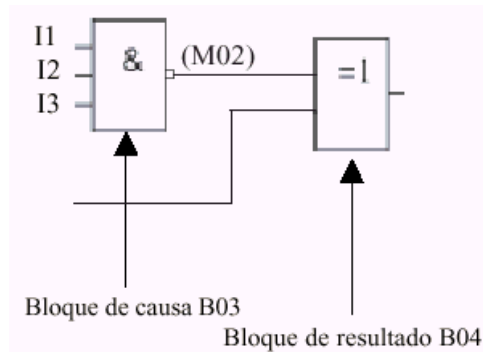 I1
I2
I3
&
(M02)
=1
Bloque de causa B03
Bloque de resultado B04